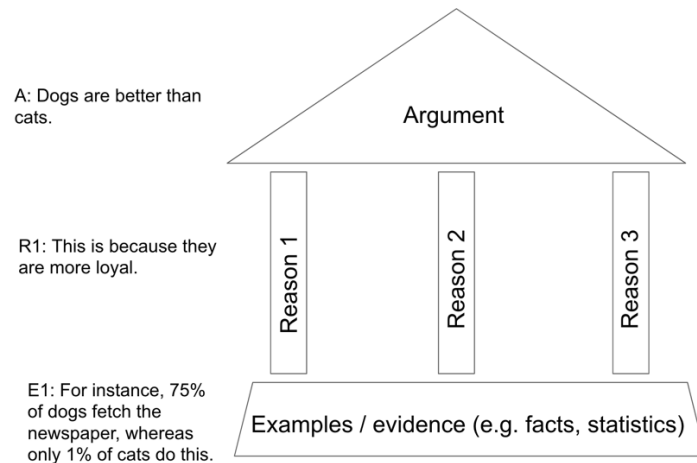 A: Dogs are better than
cats.
Argument
R1: This is because they
are more loyal.
Reason 1
Reason 2
Reason 3
E1: For instance, 75%
of dogs fetch the
newspaper, whereas
only 1% of cats do this.
Examples / evidence (e.g. facts, statistics)